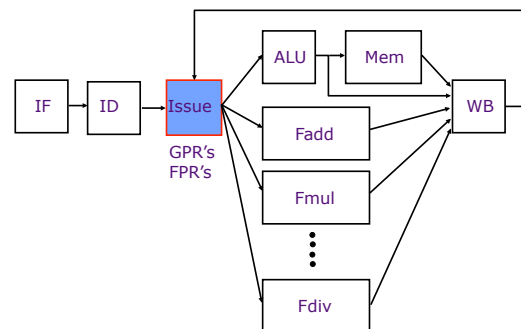 IF
ID
Issue
GPR's
FPR's
ALU
Mem
Fadd
Fmul
Fdiv
WB